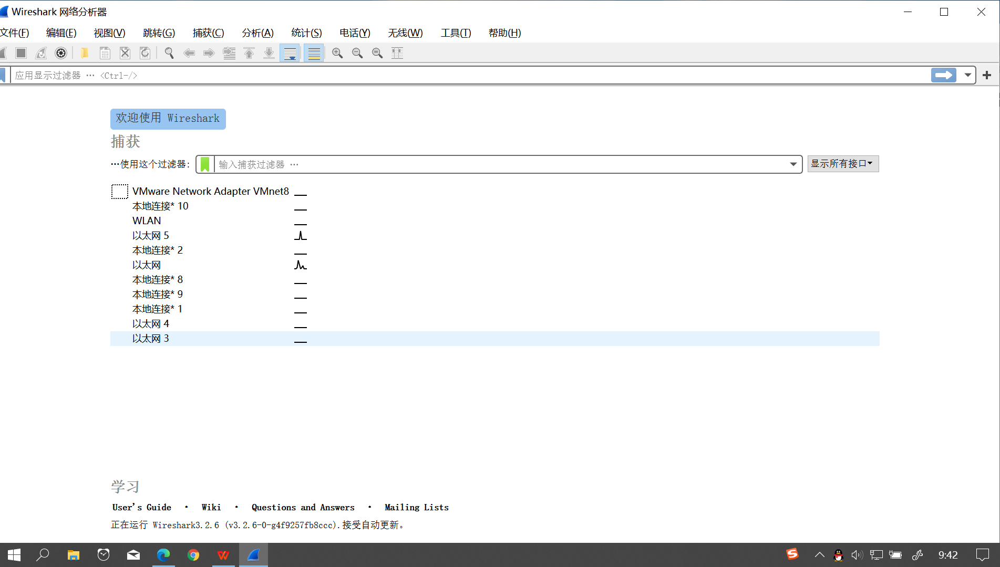 Wireshark 网络分析器
文件(F) 编辑(E) 视图(V) 跳转(G) 捕获(C) 分析(A) 统计(S) 电话(Y) 无线(W) 工具(T) 帮助(H)
应用显示过滤器 … <Ctrl-/>
欢迎使用 Wireshark
捕获
…使用这个过滤器: 输入捕获过滤器 … 显示所有接口
VMware Network Adapter VMnet8
本地连接* 10
WLAN
以太网 5
本地连接* 2
以太网
本地连接* 8
本地连接* 9
本地连接* 1
以太网 4
以太网 3
学习
User's Guide · Wiki · Questions and Answers · Mailing Lists
正在运行 Wireshark3.2.6 (v3.2.6-0-g4f9257fb8ccc).接受自动更新。
9:42